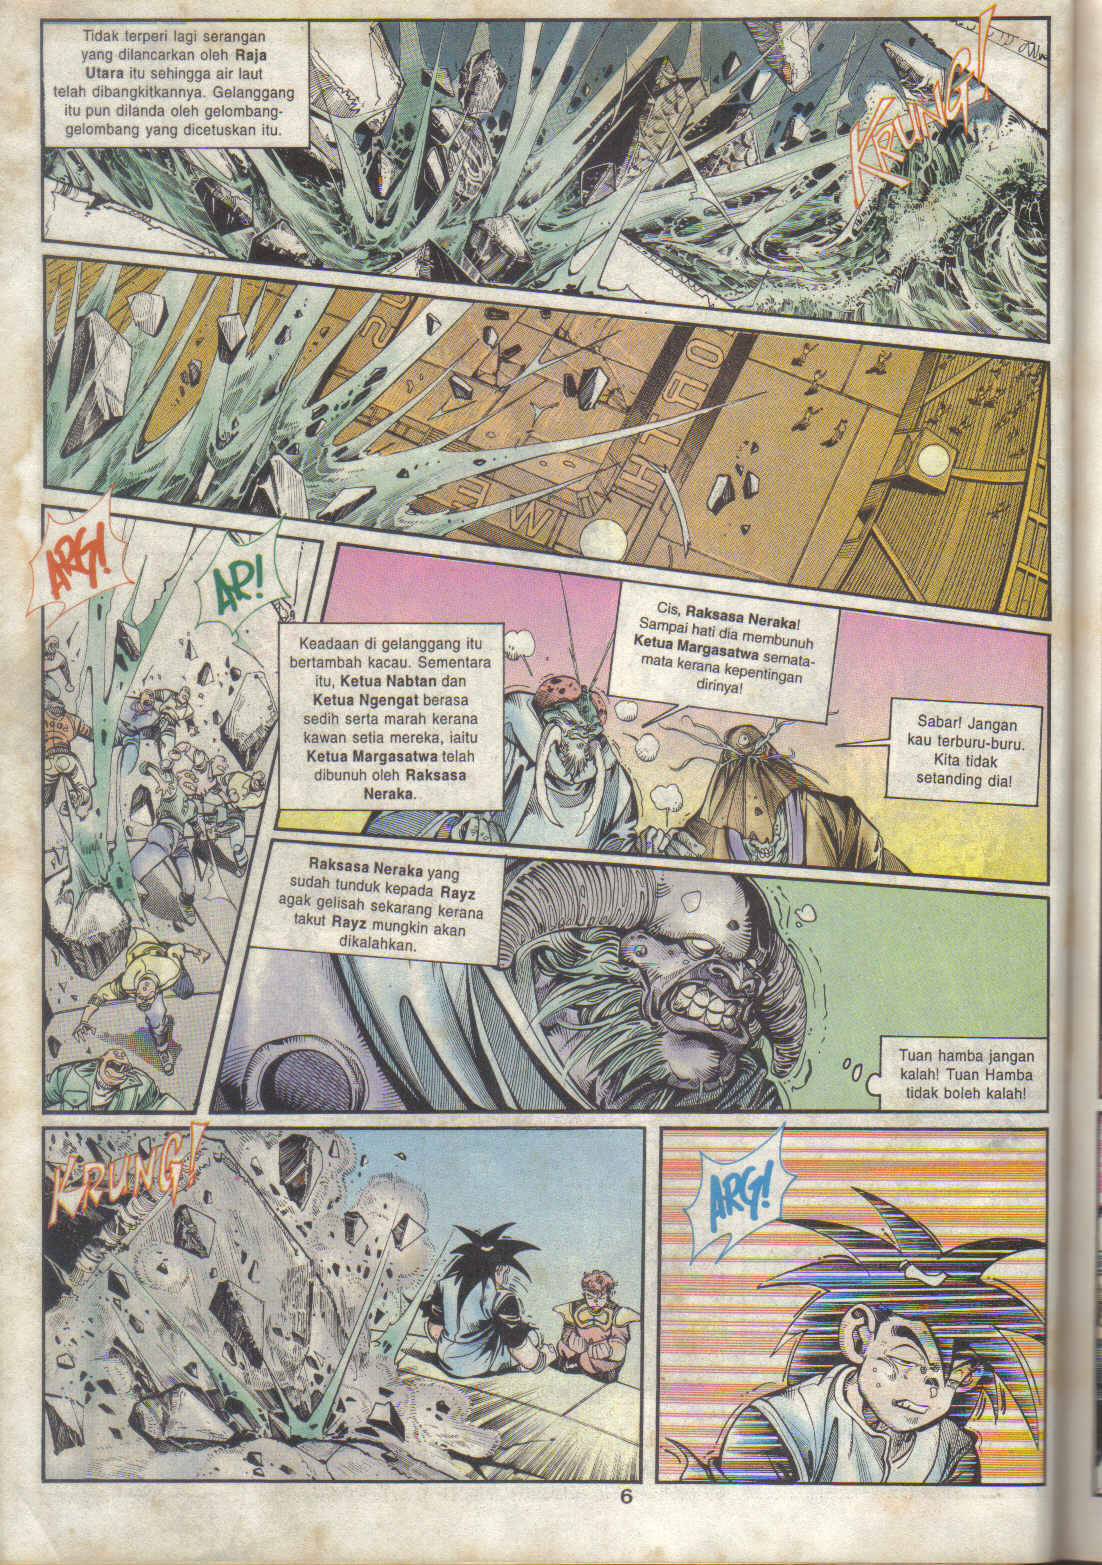 Tidak terperi lagi serangan
yang dilancarkan oleh Raja
Utara itu sehingga air laut
telah dibangkitkannya. Gelanggang
itu pun dilanda oleh gelombang-
gelombang yang dicetuskan itu.
KRUNG!
ARG!
AR!
Keadaan di gelanggang itu
bertambah kacau. Sementara
itu, Ketua Nabtan dan
Ketua Ngengat berasa
sedih serta marah kerana
kawan setia mereka, iaitu
Ketua Margasatwa telah
dibunuh oleh Raksasa
Neraka.
Cis, Raksasa Neraka!
Sampai hati dia membunuh
Ketua Margasatwa semata-
mata kerana kepentingan
dirinya!
Sabar! Jangan
kau terburu-buru.
Kita tidak
setanding dia!
Raksasa Neraka yang
sudah tunduk kepada Rayz
agak gelisah sekarang kerana
takut Rayz mungkin akan
dikalahkan.
Tuan hamba jangan
kalah! Tuan Hamba
tidak boleh kalah!
KRUNG!
ARG!
6